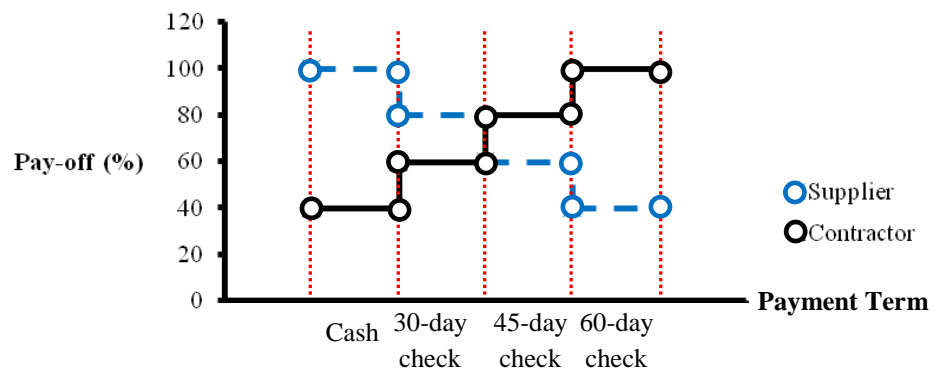 120
100
80
Pay-off (%)
60
40
20
0
Supplier
Contractor
Payment Term
Cash
30-day
check
45-day
check
60-day
check